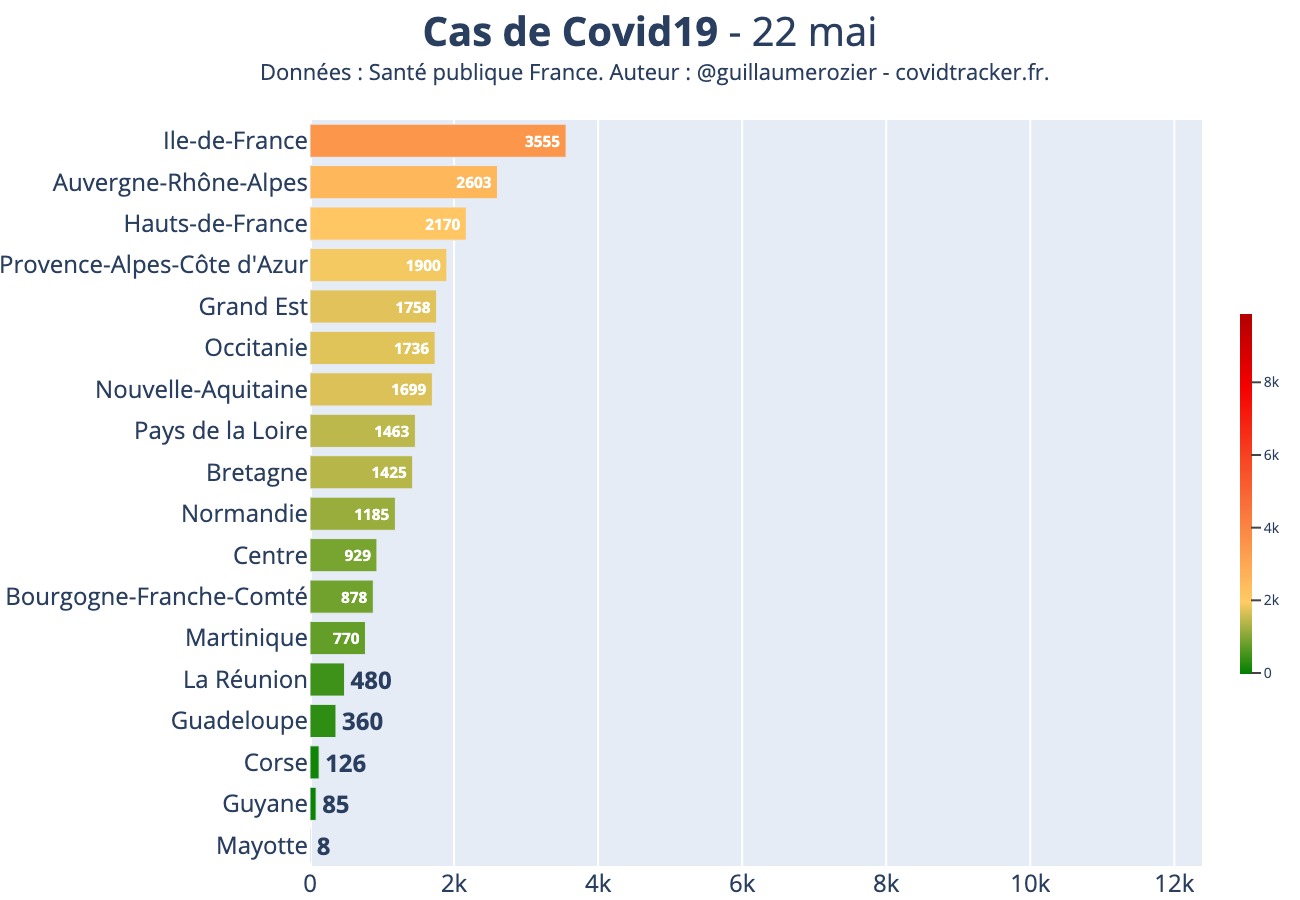 Cas de Covid19 - 22 mai
Données : Santé publique France. Auteur : @guillaumerozier - covidtracker.fr.
Ile-de-France 3555
Auvergne-Rhône-Alpes 2603
Hauts-de-France 2170
Provence-Alpes-Côte d'Azur 1900
Grand Est 1758
Occitanie 1736
Nouvelle-Aquitaine 1699
Pays de la Loire 1463
Bretagne 1425
Normandie 1185
Centre 929
Bourgogne-Franche-Comté 878
Martinique 770
La Réunion 480
Guadeloupe 360
Corse 126
Guyane 85
Mayotte 8
0 2k 4k 6k 8k 10k 12k
8k
6k
4k
2k
0